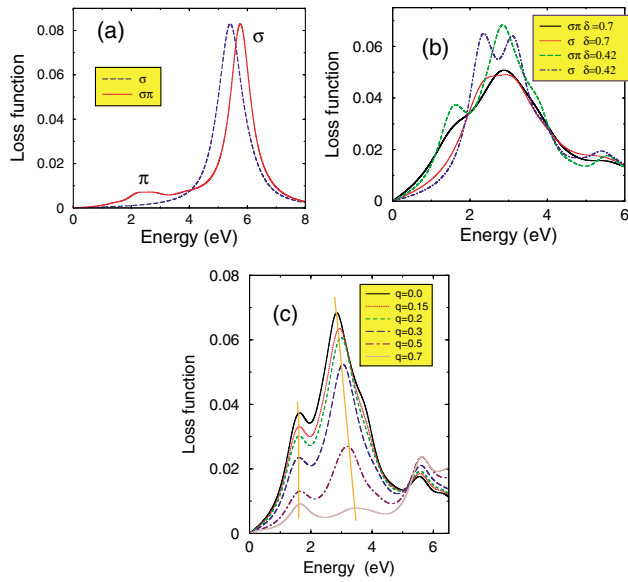 (a)
σ
σ
σπ
π
Loss function
0.08
0.06
0.04
0.02
0
0
2
4
6
8
Energy (eV)
(b)
σπ δ=0.7
σ δ=0.7
σπ δ=0.42
σ δ=0.42
Loss function
0.06
0.04
0.02
0
0
2
4
6
Energy (eV)
(c)
q=0.0
q=0.15
q=0.2
q=0.3
q=0.5
q=0.7
Loss function
0.08
0.06
0.04
0.02
0
0
2
4
6
Energy (eV)